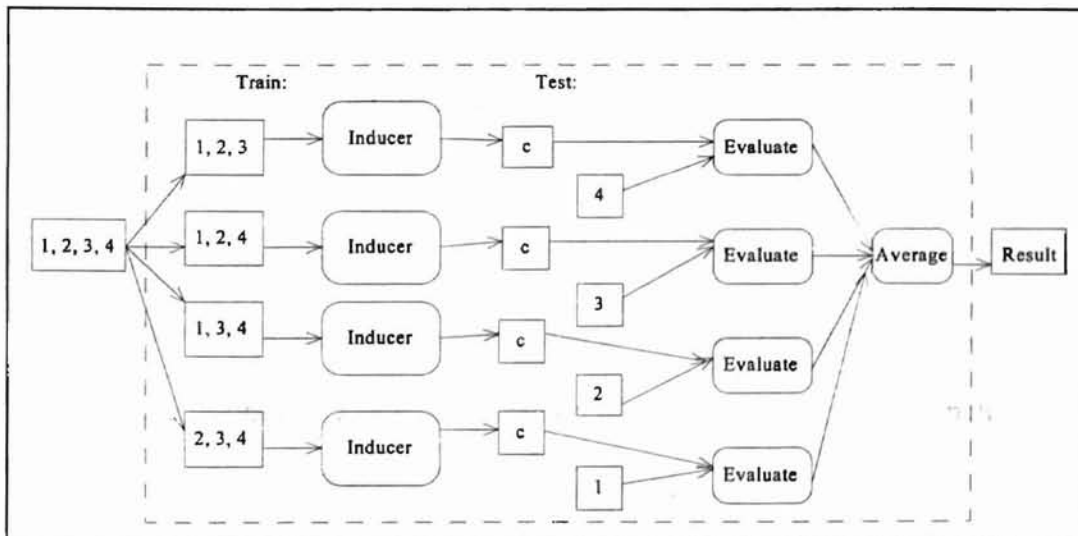 Train:
Test:
1, 2, 3
Inducer
c
Evaluate
4
1, 2, 3, 4
1, 2, 4
Inducer
c
Evaluate
3
Average
Result
1, 3, 4
Inducer
c
Evaluate
2
2, 3, 4
Inducer
c
Evaluate
1